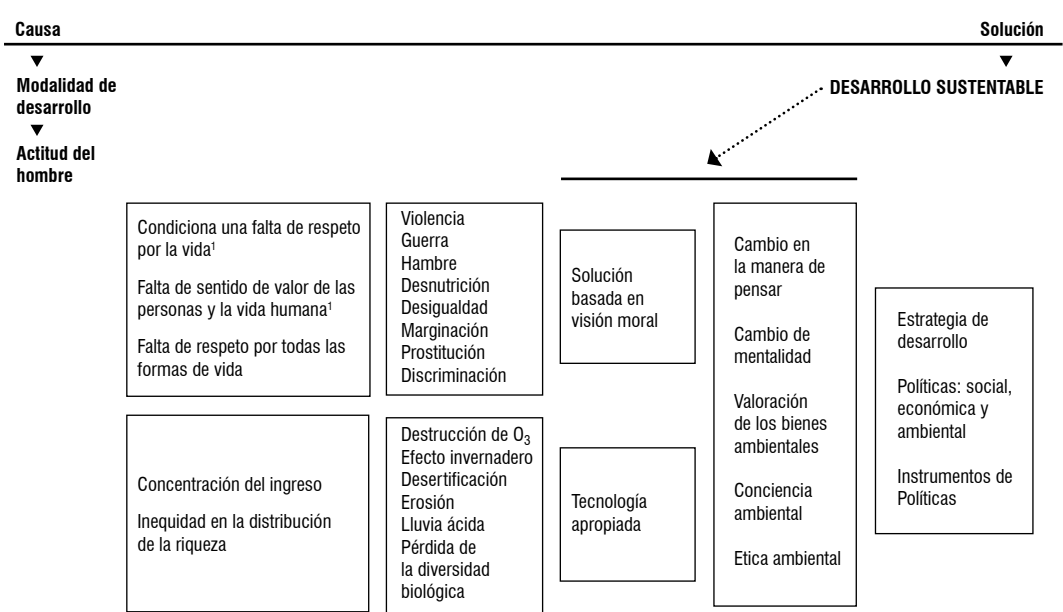 Causa
Solución
Modalidad de
desarrollo
DESARROLLO SUSTENTABLE
Actitud del
hombre
Condiciona una falta de respeto
por la vida¹
Falta de sentido de valor de las
personas y la vida humana¹
Falta de respeto por todas las
formas de vida
Violencia
Guerra
Hambre
Desnutrición
Desigualdad
Marginación
Prostitución
Discriminación
Solución
basada en
visión moral
Concentración del ingreso
Inequidad en la distribución
de la riqueza
Destrucción de O₃
Efecto invernadero
Desertificación
Erosión
Lluvia ácida
Pérdida de
la diversidad
biológica
Tecnología
apropiada
Cambio en
la manera de
pensar
Cambio de
mentalidad
Valoración
de los bienes
ambientales
Conciencia
ambiental
Etica ambiental
Estrategia de
desarrollo
Políticas: social,
económica y
ambiental
Instrumentos de
Políticas